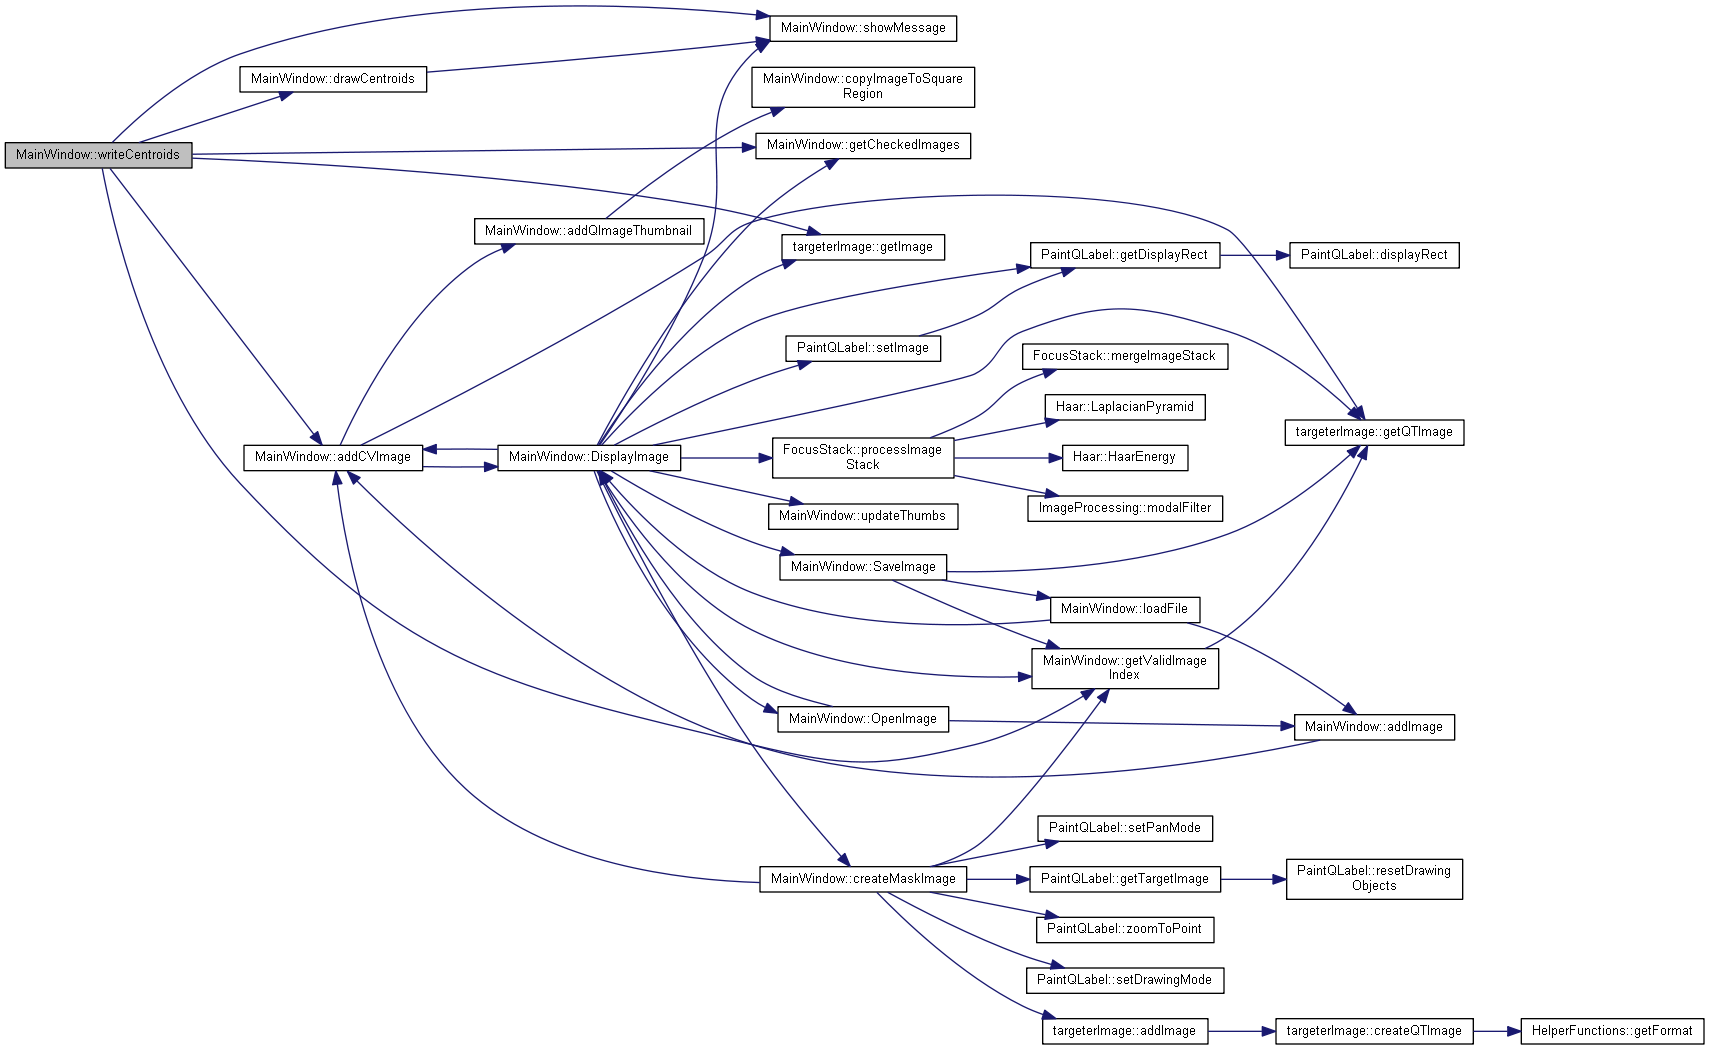 MainWindow::showMessage
MainWindow::drawCentroids
MainWindow::copyImageToSquare
Region
MainWindow::writeCentroids
MainWindow::getCheckedImages
MainWindow::addQImageThumbnail
targeterImage::getImage
PaintQLabel::getDisplayRect
PaintQLabel::displayRect
PaintQLabel::setImage
FocusStack::mergeImageStack
Haar::LaplacianPyramid
targeterImage::getQTImage
MainWindow::addCVImage
MainWindow::DisplayImage
FocusStack::processImage
Stack
Haar::HaarEnergy
ImageProcessing::modalFilter
MainWindow::updateThumbs
MainWindow::SaveImage
MainWindow::loadFile
MainWindow::getValidImage
Index
MainWindow::OpenImage
MainWindow::addImage
PaintQLabel::setPanMode
MainWindow::createMaskImage
PaintQLabel::getTargetImage
PaintQLabel::resetDrawing
Objects
PaintQLabel::zoomToPoint
PaintQLabel::setDrawingMode
targeterImage::addImage
targeterImage::createQTImage
HelperFunctions::getFormat